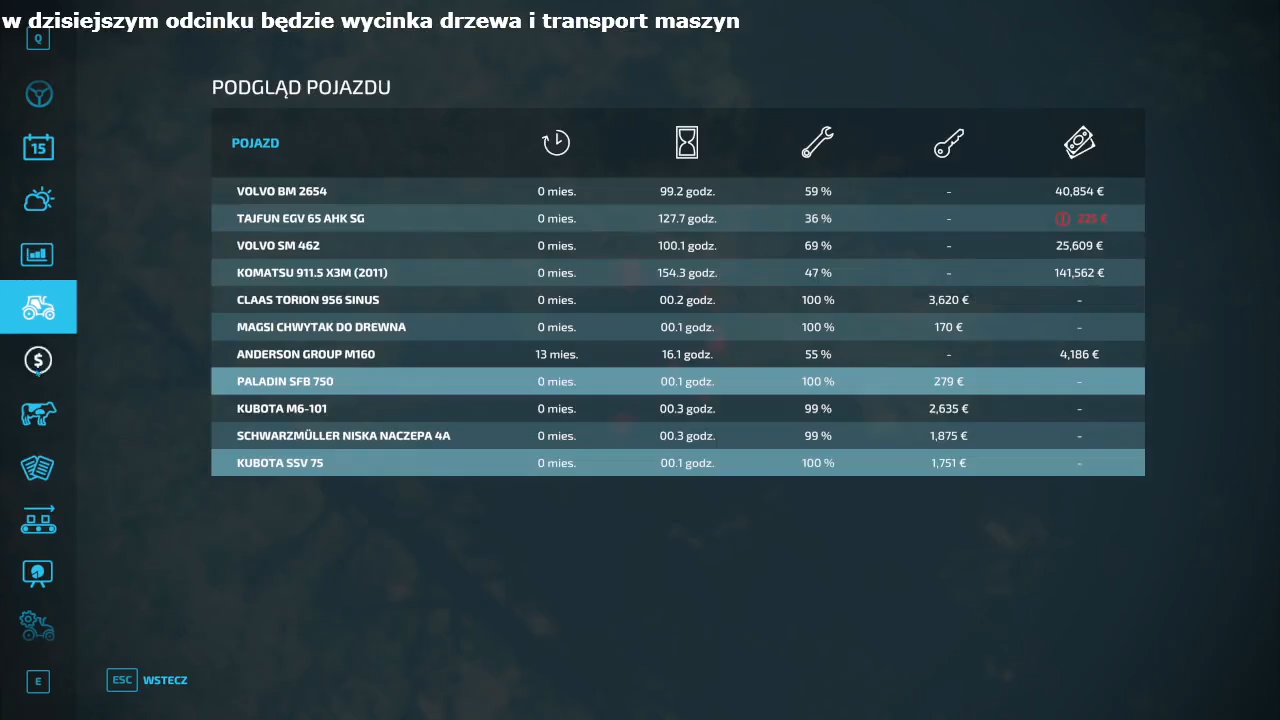 w dzisiejszym odcinku będzie wycinka drzewa i transport maszyn
Q
PODGLĄD POJAZDU
POJAZD
15
VOLVO BM 2654 0 mies. 99.2 godz. 59 % - 40,854 €
TAJFUN EGV 65 AHK SG 0 mies. 127.7 godz. 36 % - 225 €
VOLVO SM 462 0 mies. 100.1 godz. 69 % - 25,609 €
KOMATSU 911.5 X3M (2011) 0 mies. 154.3 godz. 47 % - 141,562 €
CLAAS TORION 956 SINUS 0 mies. 00.2 godz. 100 % 3,620 € -
MAGSI CHWYTAK DO DREWNA 0 mies. 00.1 godz. 100 % 170 € -
ANDERSON GROUP M160 13 mies. 16.1 godz. 55 % - 4,186 €
PALADIN SFB 750 0 mies. 00.1 godz. 100 % 279 € -
KUBOTA M6-101 0 mies. 00.3 godz. 99 % 2,635 € -
SCHWARZMÜLLER NISKA NACZEPA 4A 0 mies. 00.3 godz. 99 % 1,875 € -
KUBOTA SSV 75 0 mies. 00.1 godz. 100 % 1,751 € -
E
ESC WSTECZ